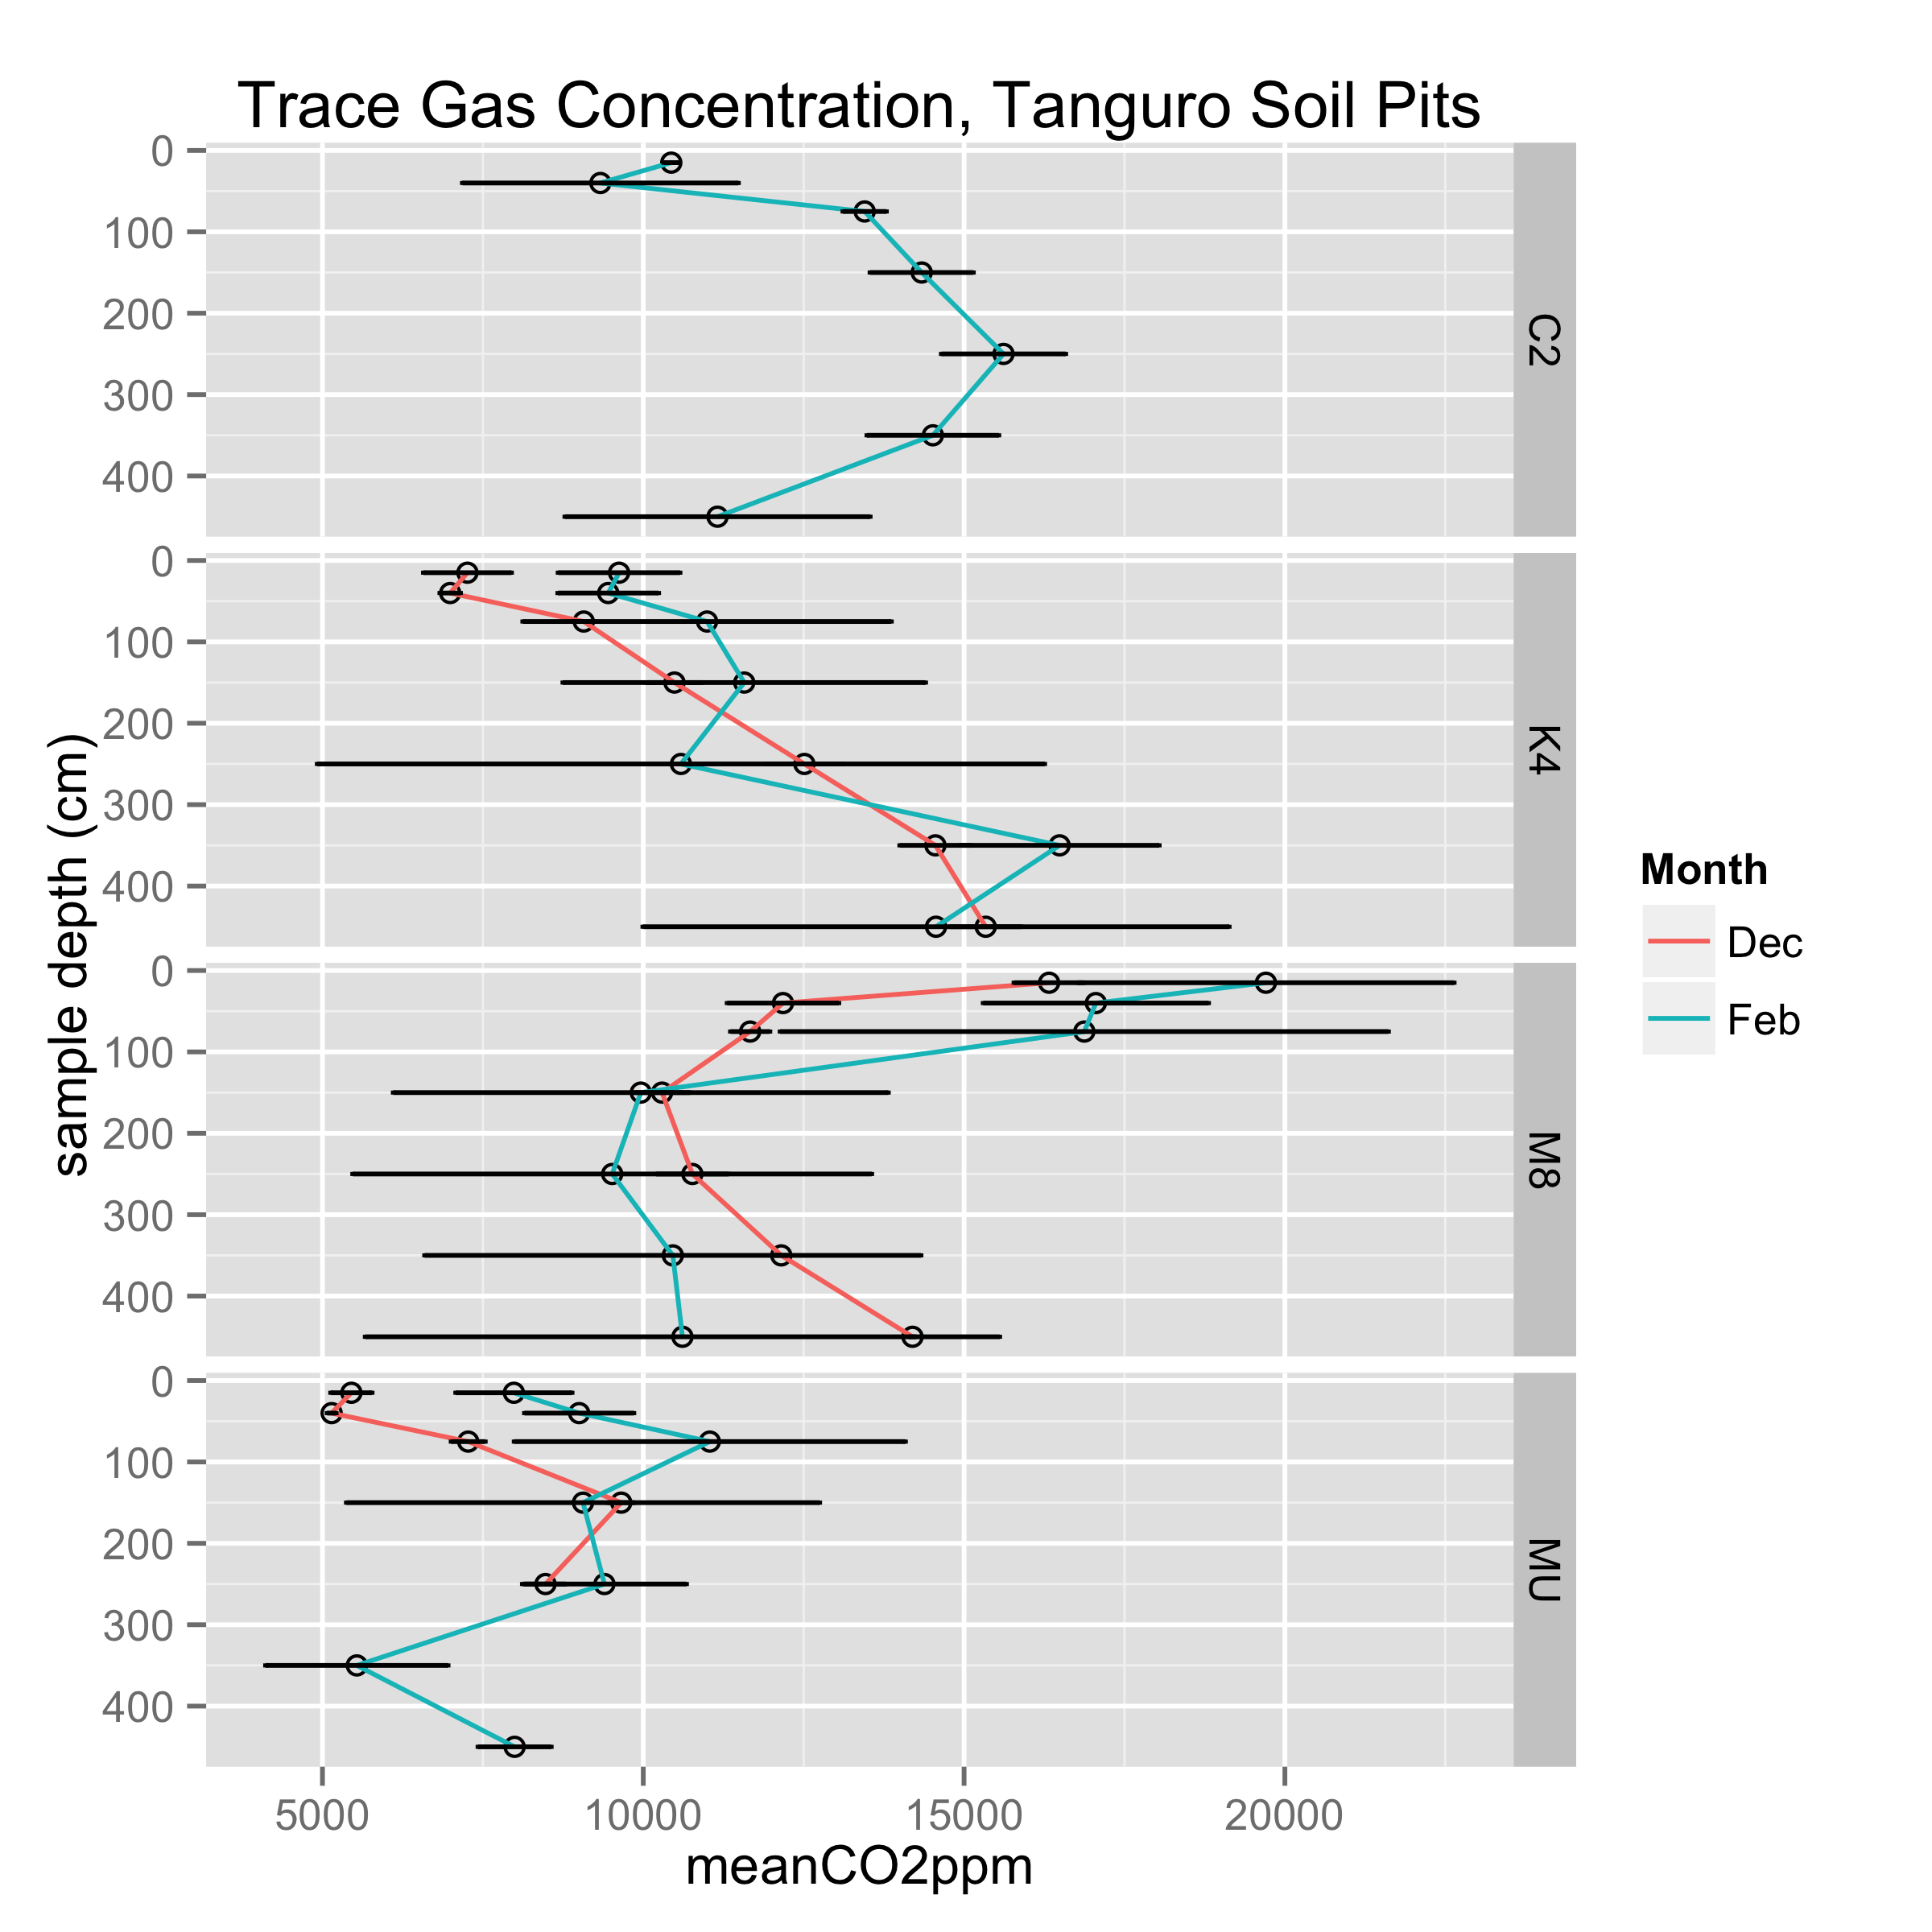 Trace Gas Concentration, Tanguro Soil Pits
sample depth (cm)
0
100
200
300
400
C2
0
100
200
300
400
K4
0
100
200
300
400
M8
0
100
200
300
400
MU
5000 10000 15000 20000
meanCO2ppm
Month
Dec
Feb